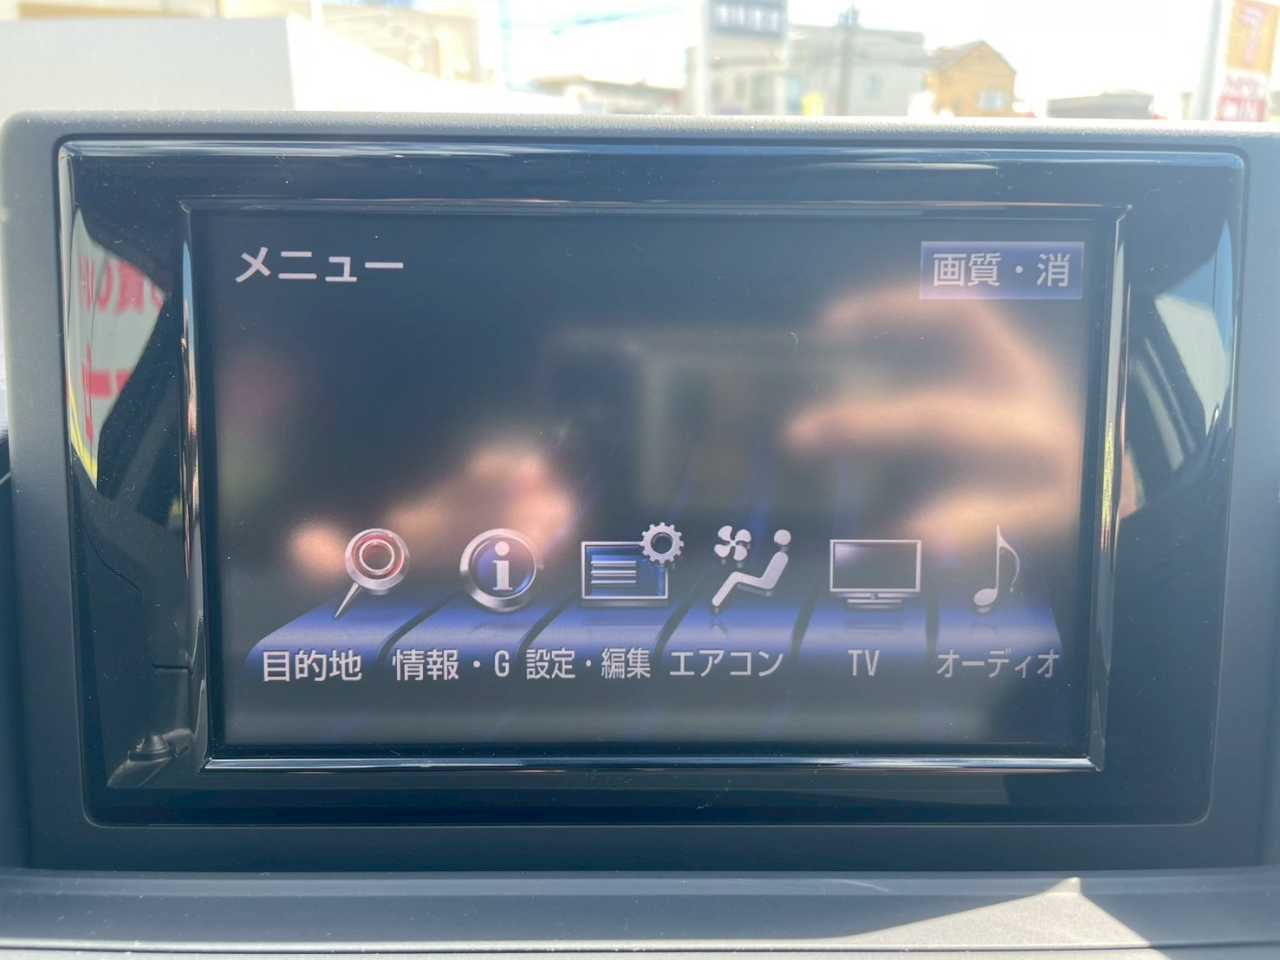 メニュー
画質・消
目的地 情報・G 設定・編集 エアコン TV オーディオ